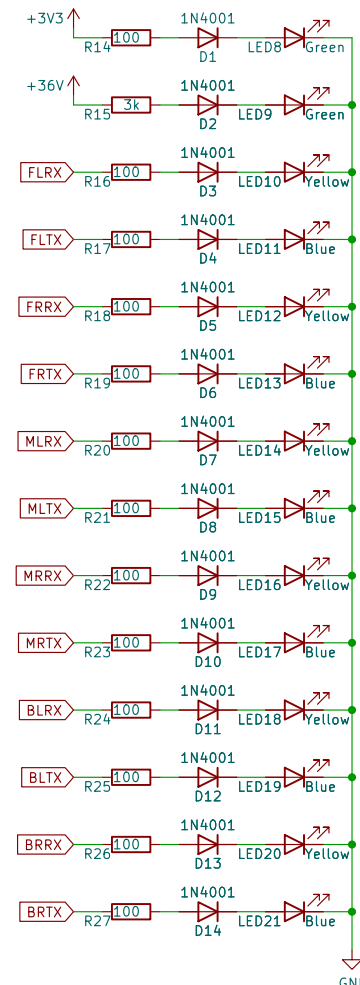 +3V3 R14 100 1N4001 D1 LED8 Green
+36V R15 3k 1N4001 D2 LED9 Green
FLRX R16 100 1N4001 D3 LED10 Yellow
FLTX R17 100 1N4001 D4 LED11 Blue
FRRX R18 100 1N4001 D5 LED12 Yellow
FRTX R19 100 1N4001 D6 LED13 Blue
MLRX R20 100 1N4001 D7 LED14 Yellow
MLTX R21 100 1N4001 D8 LED15 Blue
MRRX R22 100 1N4001 D9 LED16 Yellow
MRTX R23 100 1N4001 D10 LED17 Blue
BLRX R24 100 1N4001 D11 LED18 Yellow
BLTX R25 100 1N4001 D12 LED19 Blue
BRRX R26 100 1N4001 D13 LED20 Yellow
BRTX R27 100 1N4001 D14 LED21 Blue